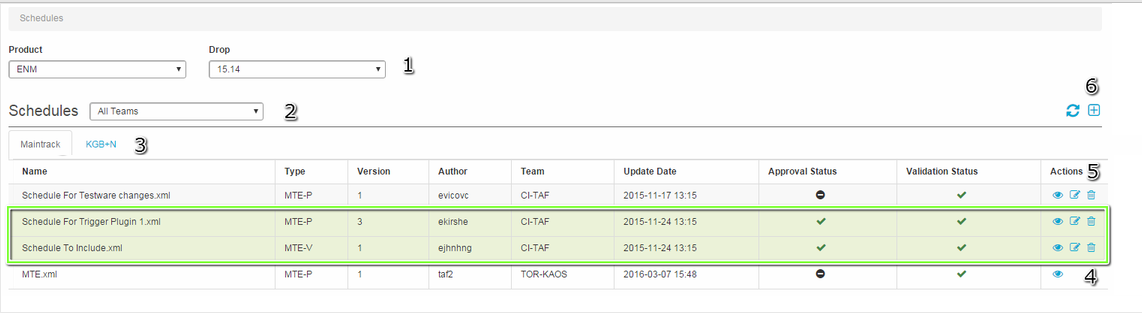 Schedules
Product Drop
ENM 15.14 1
6
Schedules All Teams 2
Maintrack KGB+N 3
Name Type Version Author Team Update Date Approval Status Validation Status Actions 5
Schedule For Testware changes.xml MTE-P 1 evicovc CI-TAF 2015-11-17 13:15
Schedule For Trigger Plugin 1.xml MTE-P 3 ekirshe CI-TAF 2015-11-24 13:15
Schedule To Include.xml MTE-V 1 ejhnhng CI-TAF 2015-11-24 13:15
MTE.xml MTE-P 1 taf2 TOR-KAOS 2016-03-07 15:48 4